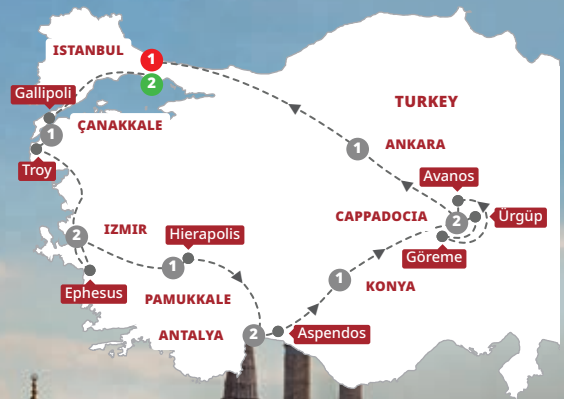 ISTANBUL
1
2
Gallipoli
TURKEY
1
ÇANAKKALE
1
ANKARA
Troy
Avanos
CAPPADOCIA
2
Ürgüp
IZMIR
2
Hierapolis
Göreme
1
Ephesus
1
KONYA
PAMUKKALE
ANTALYA
2
Aspendos